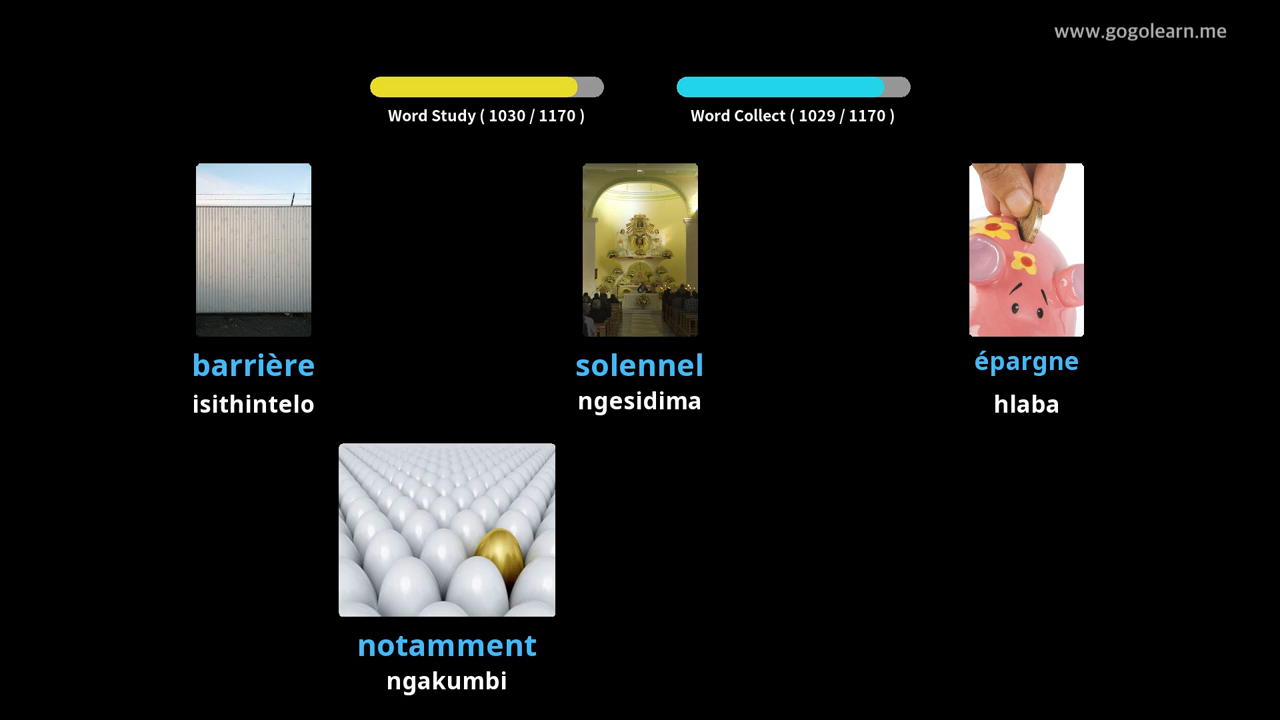 www.gogolearn.me
Word Study ( 1030 / 1170 )
Word Collect ( 1029 / 1170 )
barrière
isithintelo
solennel
ngesidima
épargne
hlaba
notamment
ngakumbi